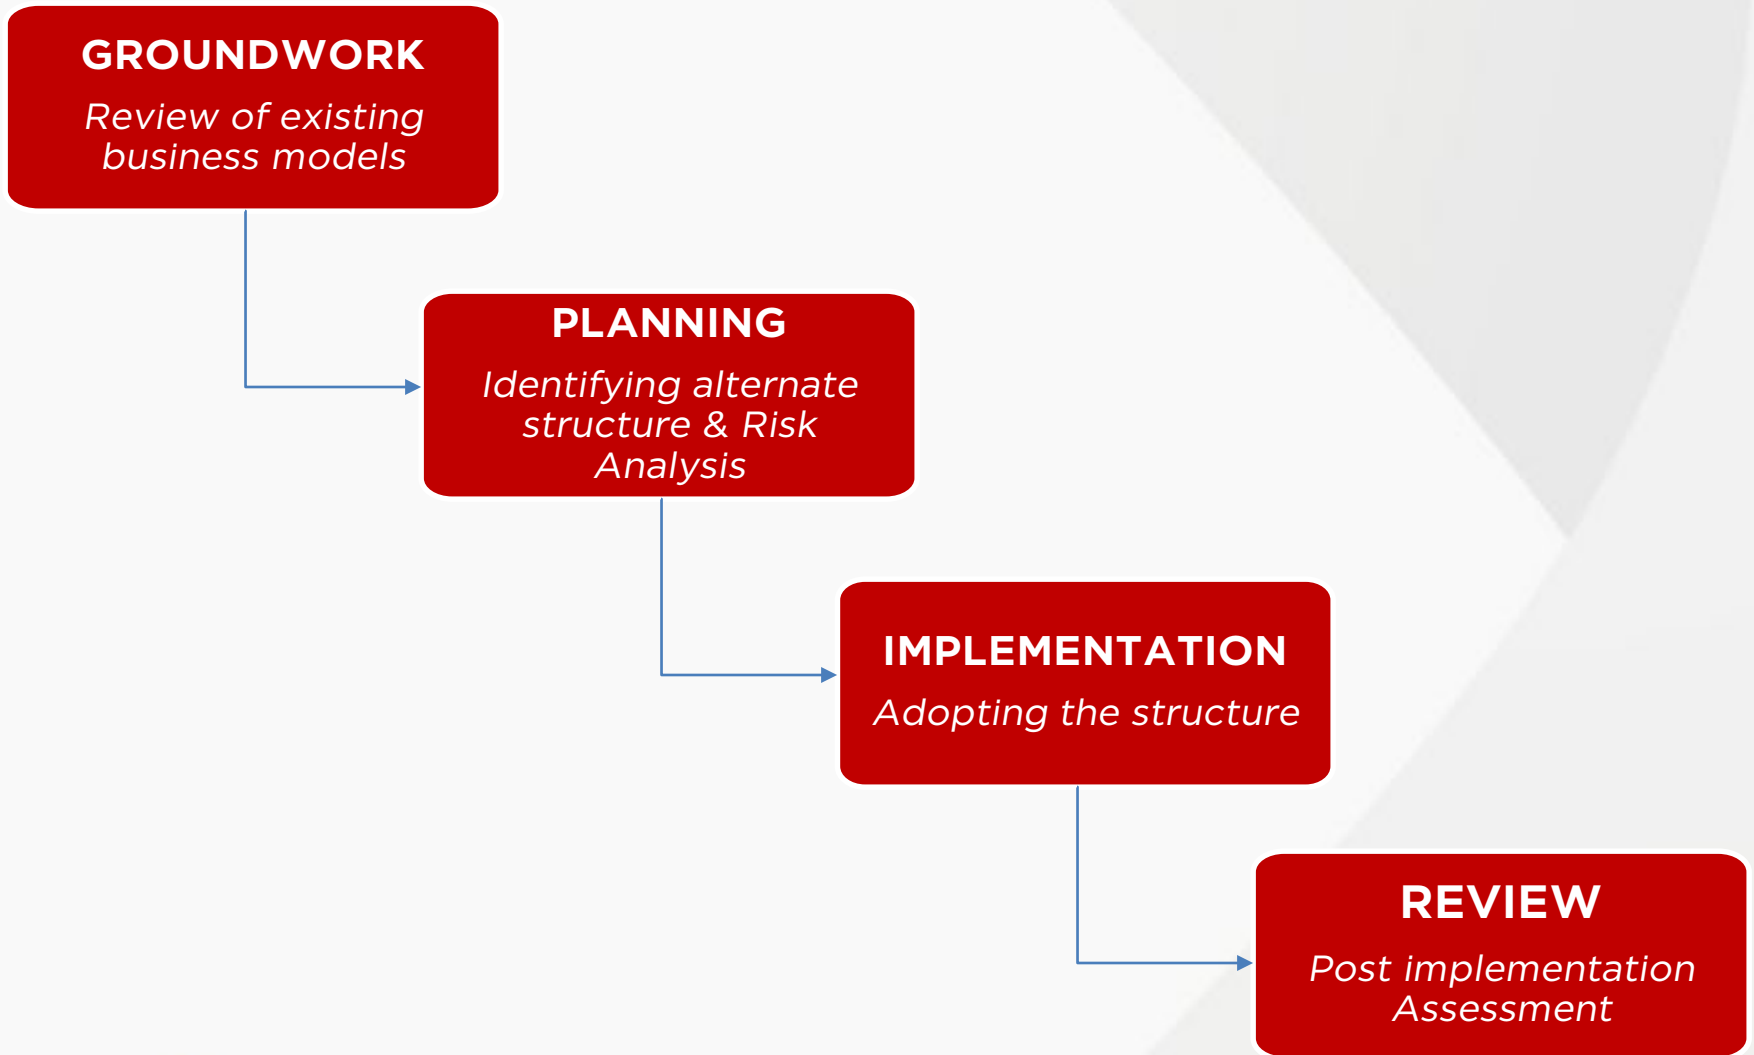 GROUNDWORK
Review of existing
business models
PLANNING
Identifying alternate
structure & Risk
Analysis
IMPLEMENTATION
Adopting the structure
REVIEW
Post implementation
Assessment